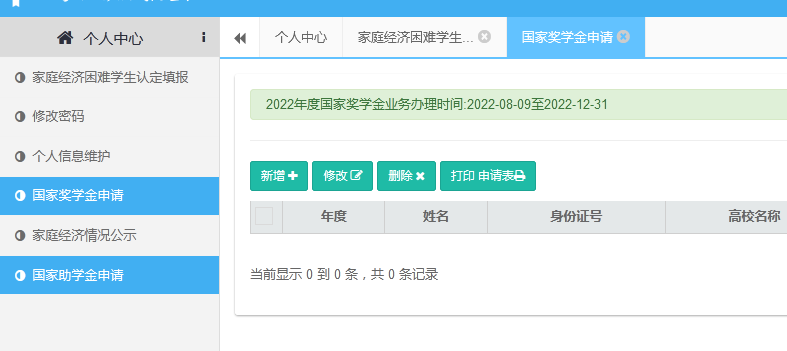 个人中心
个人中心 家庭经济困难学生... 国家奖学金申请
家庭经济困难学生认定填报
修改密码
个人信息维护
国家奖学金申请
家庭经济情况公示
国家助学金申请
2022年度国家奖学金业务办理时间:2022-08-09至2022-12-31
新增 修改 删除 打印 申请表
年度 姓名 身份证号 高校名称
当前显示 0 到 0 条，共 0 条记录